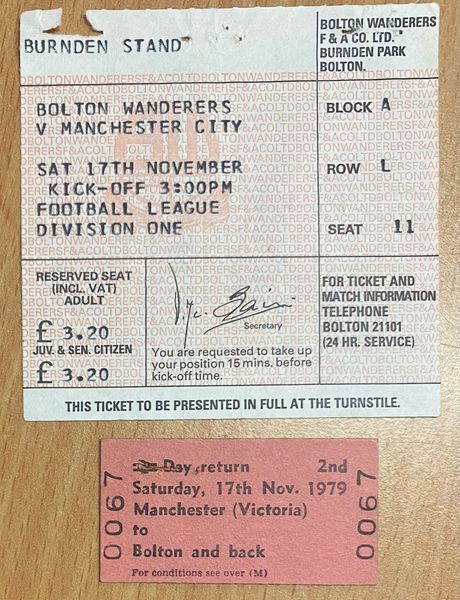 BURNDEN STAND
BOLTON WANDERERS
F & A CO. LTD.
BURNDEN PARK
BOLTON.
BOLTON WANDERERS
V MANCHESTER CITY
SAT 17TH NOVEMBER
KICK-OFF 3:00PM
FOOTBALL LEAGUE
DIVISION ONE
BLOCK A
ROW L
SEAT 11
RESERVED SEAT
(INCL. VAT)
ADULT
£ 3.20
JUV. & SEN. CITIZEN
£ 3.20
Secretary
You are requested to take up
your position 15 mins. before
kick-off time.
FOR TICKET AND
MATCH INFORMATION
TELEPHONE
BOLTON 21101
(24 HR. SERVICE)
THIS TICKET TO BE PRESENTED IN FULL AT THE TURNSTILE.
0067
Day return 2nd
Saturday, 17th Nov. 1979
Manchester (Victoria)
to
Bolton and back
For conditions see over (M)
0067